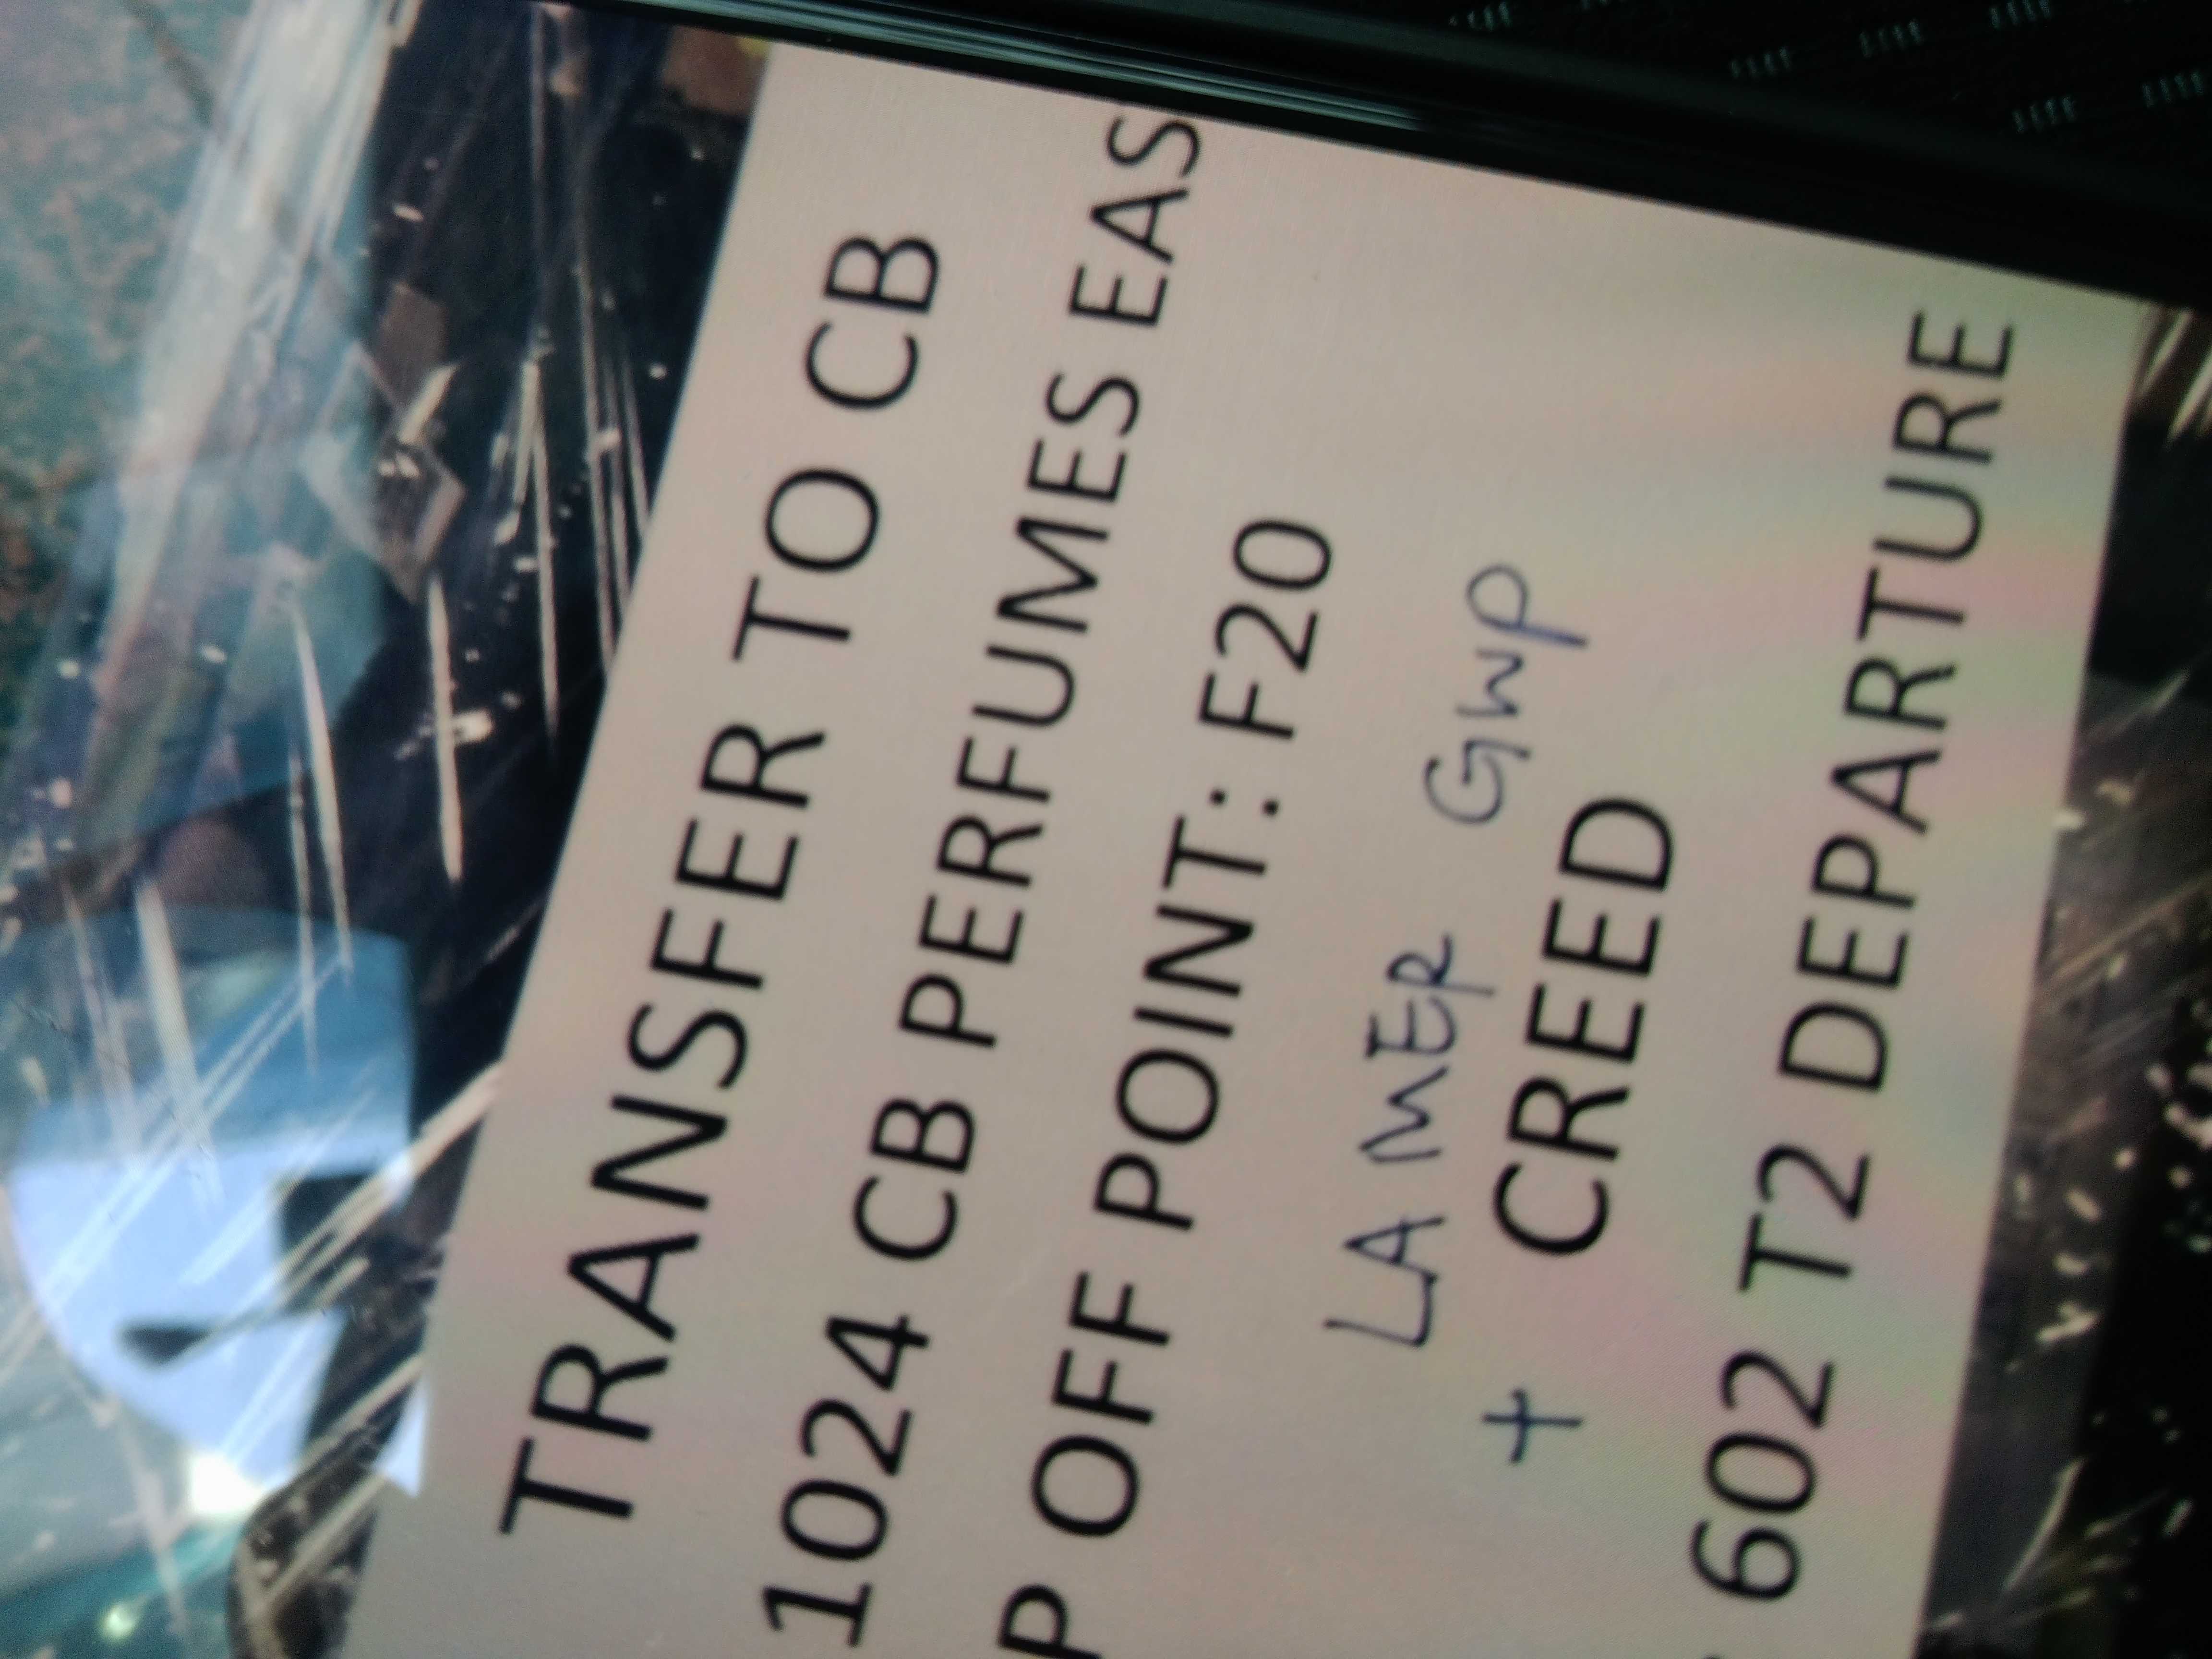 TRANSFER TO CB
1024 CB PERFUMES EAS
P OFF POINT: F20
LA MER GWP
+ CREED
602 T2 DEPARTURE